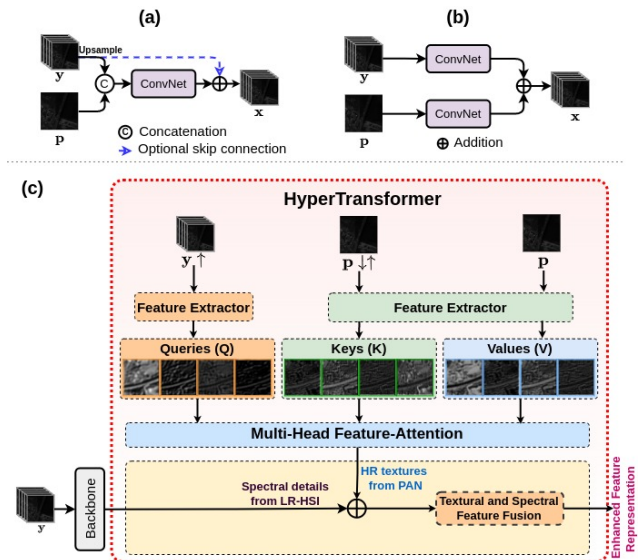 (a)
Upsample
y
C
ConvNet
x
p
C Concatenation
Optional skip connection
(b)
y
ConvNet
ConvNet
x
p
Addition
(c)
HyperTransformer
y ↑
p ↓↑
p
Feature Extractor
Feature Extractor
Queries (Q)
Keys (K)
Values (V)
Multi-Head Feature-Attention
HR textures
from PAN
Spectral details
from LR-HSI
y
Backbone
Textural and Spectral
Feature Fusion
Enhanced Feature
Representation